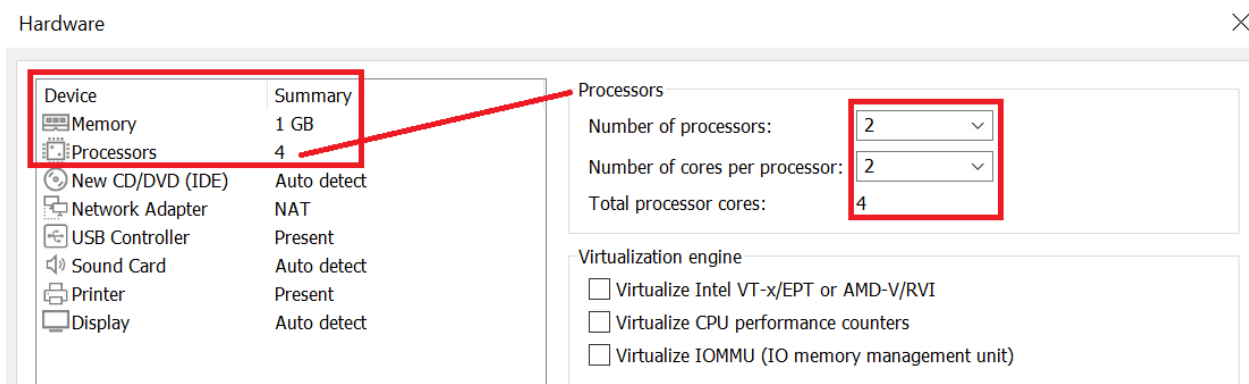 Hardware
Device Summary
Memory 1 GB
Processors 4
New CD/DVD (IDE) Auto detect
Network Adapter NAT
USB Controller Present
Sound Card Auto detect
Printer Present
Display Auto detect
Processors
Number of processors: 2
Number of cores per processor: 2
Total processor cores: 4
Virtualization engine
Virtualize Intel VT-x/EPT or AMD-V/RVI
Virtualize CPU performance counters
Virtualize IOMMU (IO memory management unit)